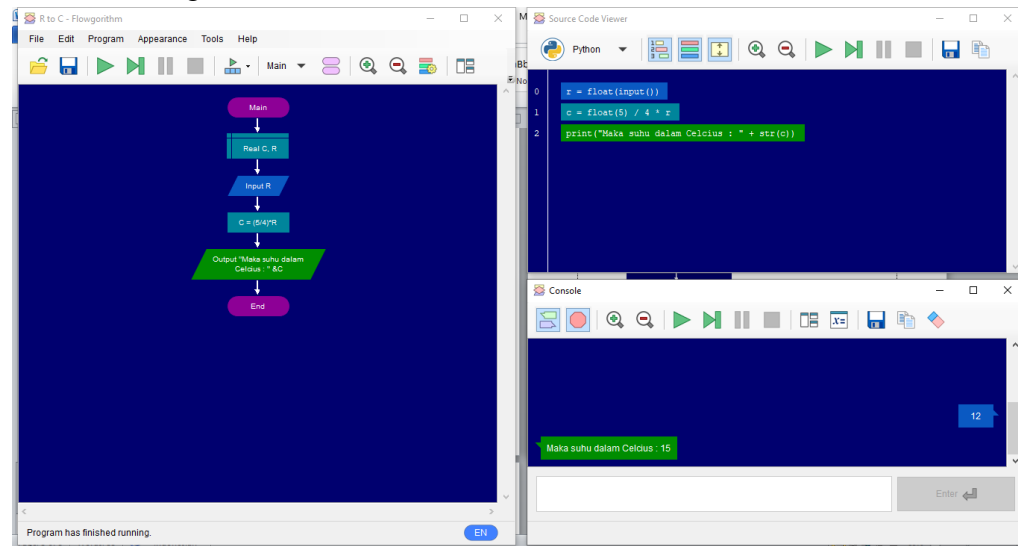 R to C - Flowgorithm
File Edit Program Appearance Tools Help
Main
Main
Real C, R
Input R
C = (5/4)*R
Output "Maka suhu dalam
Celcius : " &C
End
Program has finished running.
EN
Source Code Viewer
Python
0 r = float(input())
1 c = float(5) / 4 * r
2 print("Maka suhu dalam Celcius : " + str(c))
Console
12
Maka suhu dalam Celcius : 15
Enter